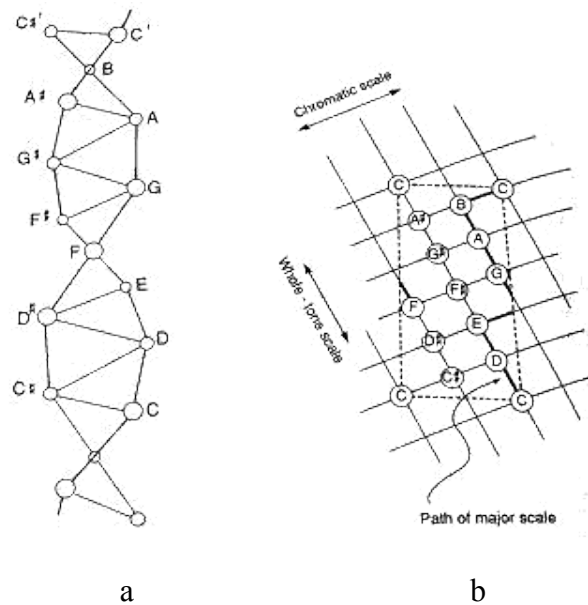 C♯'
C'
B
A♯
A
G♯
G
F♯
F
E
D♯
D
C♯
C
Chromatic scale
Whole - tone scale
C
C
B
A♯
A
G♯
G
F♯
F
E
D♯
D
C♯
C
C
Path of major scale
a
b